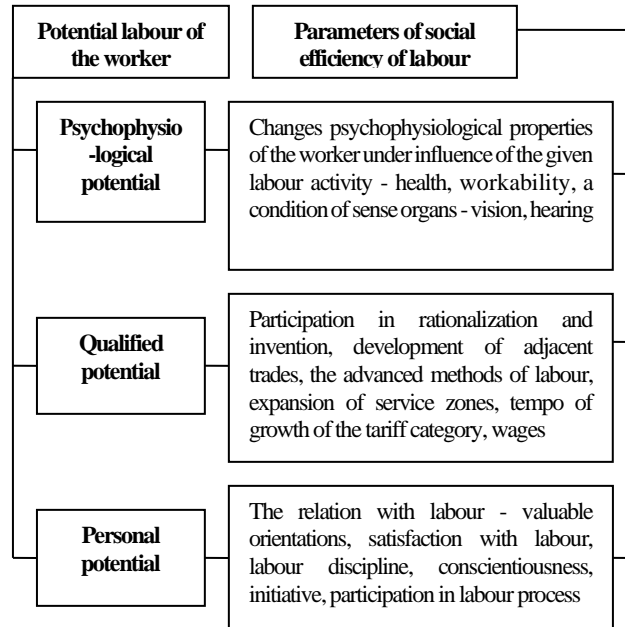 Potential labour of
the worker
Parameters of social
efficiency of labour
Psychophysio
-logical
potential
Changes psychophysiological properties
of the worker under influence of the given
labour activity - health, workability, a
condition of sense organs - vision, hearing
Qualified
potential
Participation in rationalization and
invention, development of adjacent
trades, the advanced methods of labour,
expansion of service zones, tempo of
growth of the tariff category, wages
Personal
potential
The relation with labour - valuable
orientations, satisfaction with labour,
labour discipline, conscientiousness,
initiative, participation in labour process